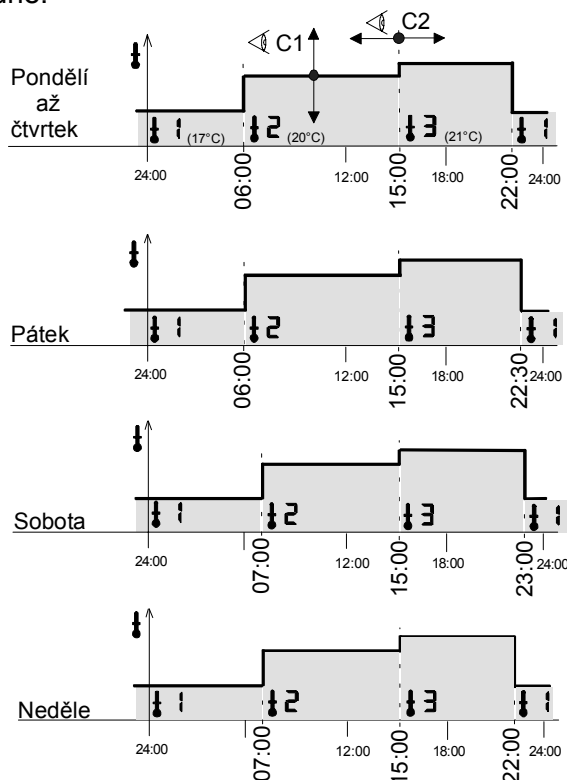 C1
C2
Pondělí
až
čtvrtek
1 (17°C) 2 (20°C) 3 (21°C) 1
24:00 06:00 12:00 15:00 18:00 22:00 24:00
Pátek
1 2 3 1
24:00 06:00 12:00 15:00 18:00 22:30 24:00
Sobota
1 2 3 1
24:00 07:00 12:00 15:00 18:00 23:00 24:00
Neděle
1 2 3 1
24:00 07:00 12:00 15:00 18:00 22:00 24:00